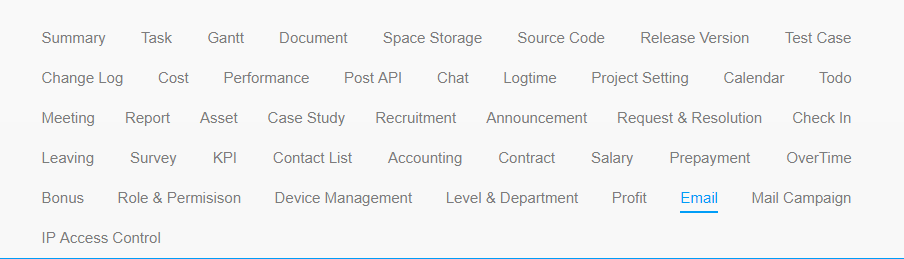 Summary Task Gantt Document Space Storage Source Code Release Version Test Case
Change Log Cost Performance Post API Chat Logtime Project Setting Calendar Todo
Meeting Report Asset Case Study Recruitment Announcement Request & Resolution Check In
Leaving Survey KPI Contact List Accounting Contract Salary Prepayment OverTime
Bonus Role & Permisison Device Management Level & Department Profit Email Mail Campaign
IP Access Control